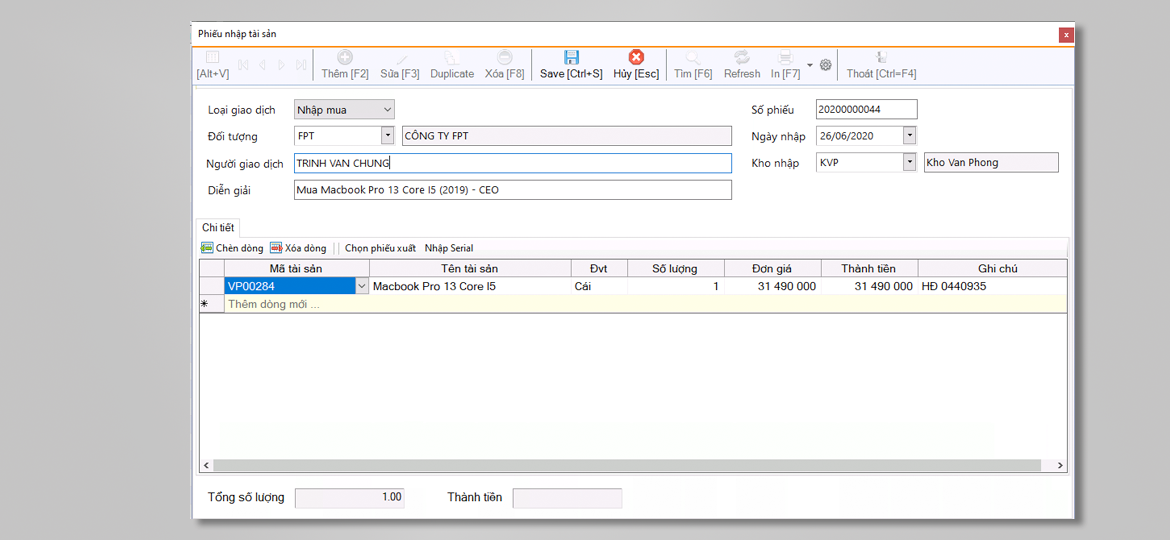 Phiếu nhập tài sản x
[Alt+V] Thêm [F2] Sửa [F3] Duplicate Xóa [F8] Save [Ctrl+S] Hủy [Esc] Tìm [F6] Refresh In [F7] Thoát [Ctrl=F4]
Loại giao dịch Nhập mua Số phiếu 20200000044
Đối tượng FPT CÔNG TY FPT Ngày nhập 26/06/2020
Người giao dịch TRINH VAN CHUNG Kho nhập KVP Kho Van Phong
Diễn giải Mua Macbook Pro 13 Core I5 (2019) - CEO
Chi tiết
Chèn dòng Xóa dòng Chọn phiếu xuất Nhập Serial
Mã tài sản Tên tài sản Đvt Số lượng Đơn giá Thành tiền Ghi chú
VP00284 Macbook Pro 13 Core I5 Cái 1 31 490 000 31 490 000 HĐ 0440935
* Thêm dòng mới ...
Tổng số lượng 1.00 Thành tiền